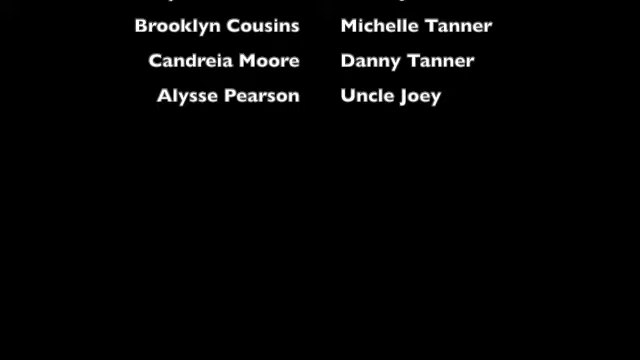 Brooklyn Cousins Michelle Tanner
Candreia Moore Danny Tanner
Alysse Pearson Uncle Joey